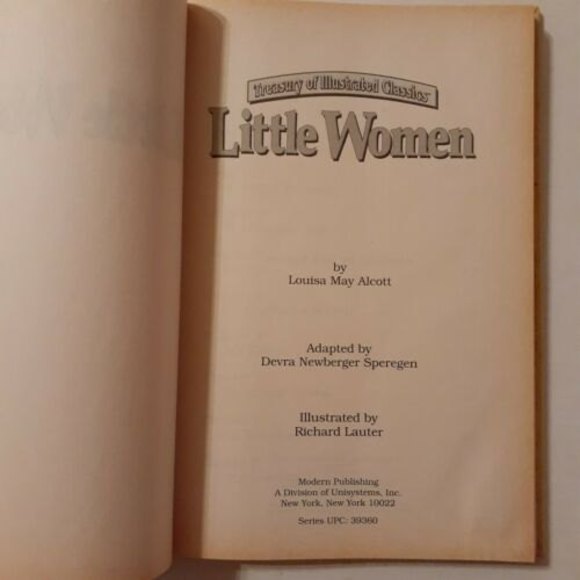 Treasury of Illustrated Classics™
Little Women
by
Louisa May Alcott
Adapted by
Devra Newberger Speregen
Illustrated by
Richard Lauter
Modern Publishing
A Division of Unisystems, Inc.
New York, New York 10022
Series UPC: 39360